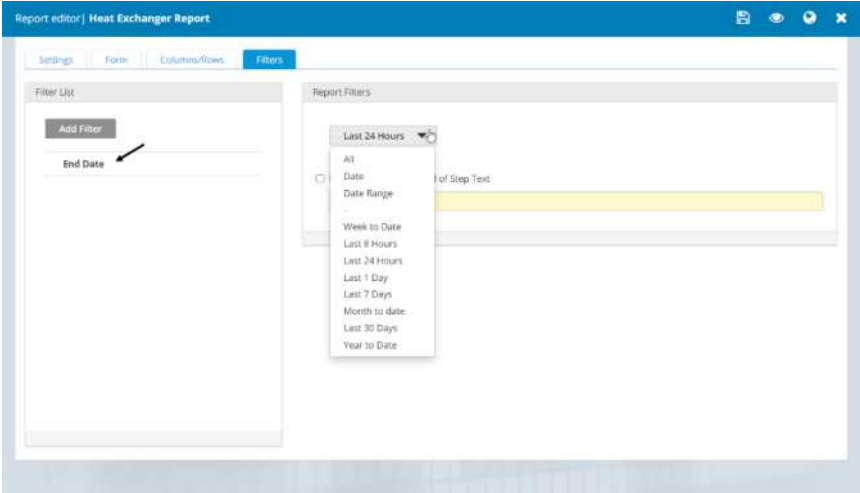 Report editor| Heat Exchanger Report
Settings
Form
Columns/Rows
Filters
Filter List
Add Filter
End Date
Report Filters
Last 24 Hours
All
Date
Date Range
-
Week to Date
Last 8 Hours
Last 24 Hours
Last 1 Day
Last 7 Days
Month to date
Last 30 Days
Year to Date
of Step Text